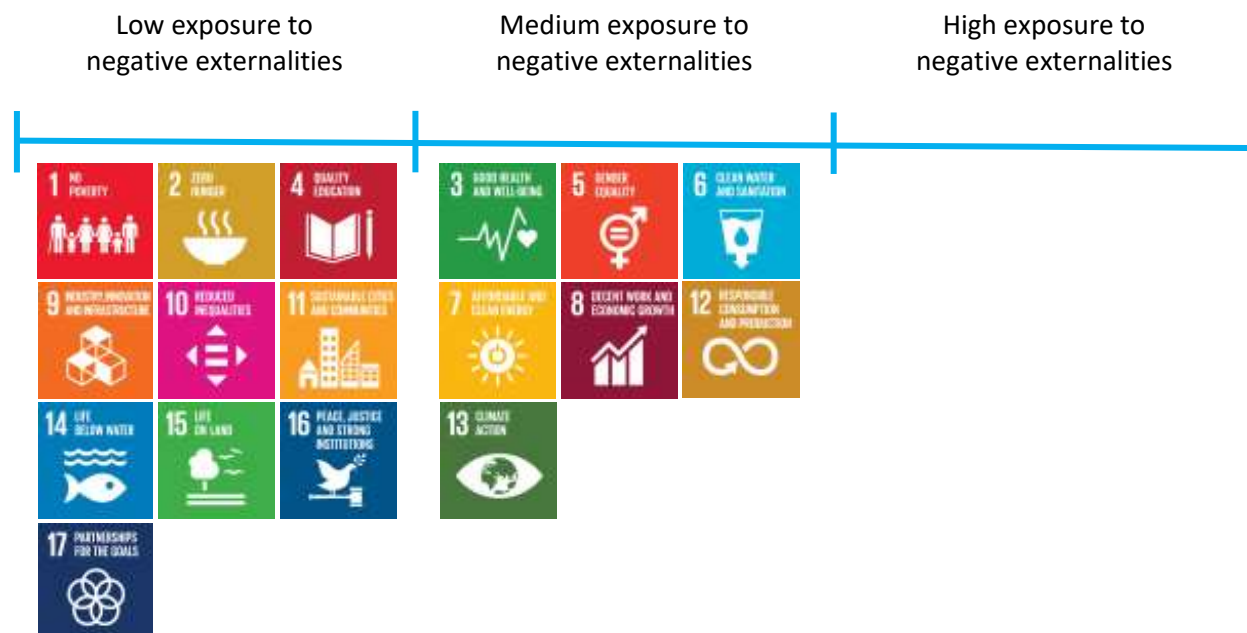 Low exposure to
negative externalities
Medium exposure to
negative externalities
High exposure to
negative externalities
1 NO
POVERTY
2 ZERO
HUNGER
4 QUALITY
EDUCATION
3 GOOD HEALTH
AND WELL-BEING
5 GENDER
EQUALITY
6 CLEAN WATER
AND SANITATION
9 INDUSTRY, INNOVATION
AND INFRASTRUCTURE
10 REDUCED
INEQUALITIES
11 SUSTAINABLE CITIES
AND COMMUNITIES
7 AFFORDABLE AND
CLEAN ENERGY
8 DECENT WORK AND
ECONOMIC GROWTH
12 RESPONSIBLE
CONSUMPTION
AND PRODUCTION
14 LIFE
BELOW WATER
15 LIFE
ON LAND
16 PEACE, JUSTICE
AND STRONG
INSTITUTIONS
13 CLIMATE
ACTION
17 PARTNERSHIPS
FOR THE GOALS